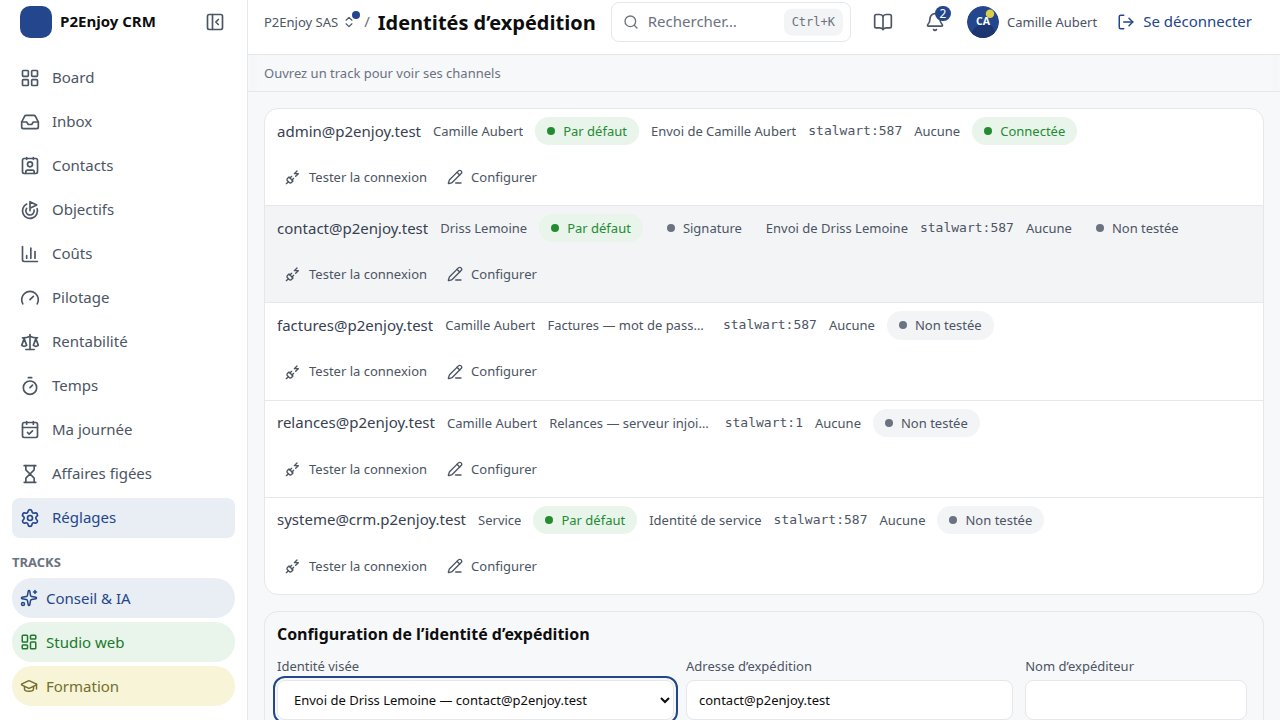 P2Enjoy CRM
Board
Inbox
Contacts
Objectifs
Coûts
Pilotage
Rentabilité
Temps
Ma journée
Affaires figées
Réglages
TRACKS
Conseil & IA
Studio web
Formation
P2Enjoy SAS / Identités d’expédition Rechercher... Ctrl+K 2 CA Camille Aubert Se déconnecter
Ouvrez un track pour voir ses channels
admin@p2enjoy.test Camille Aubert Par défaut Envoi de Camille Aubert stalwart:587 Aucune Connectée
Tester la connexion Configurer
contact@p2enjoy.test Driss Lemoine Par défaut Signature Envoi de Driss Lemoine stalwart:587 Aucune Non testée
Tester la connexion Configurer
factures@p2enjoy.test Camille Aubert Factures — mot de pass... stalwart:587 Aucune Non testée
Tester la connexion Configurer
relances@p2enjoy.test Camille Aubert Relances — serveur injoi... stalwart:1 Aucune Non testée
Tester la connexion Configurer
systeme@crm.p2enjoy.test Service Par défaut Identité de service stalwart:587 Aucune Non testée
Tester la connexion Configurer
Configuration de l’identité d’expédition
Identité visée Adresse d’expédition Nom d’expéditeur
Envoi de Driss Lemoine — contact@p2enjoy.test contact@p2enjoy.test